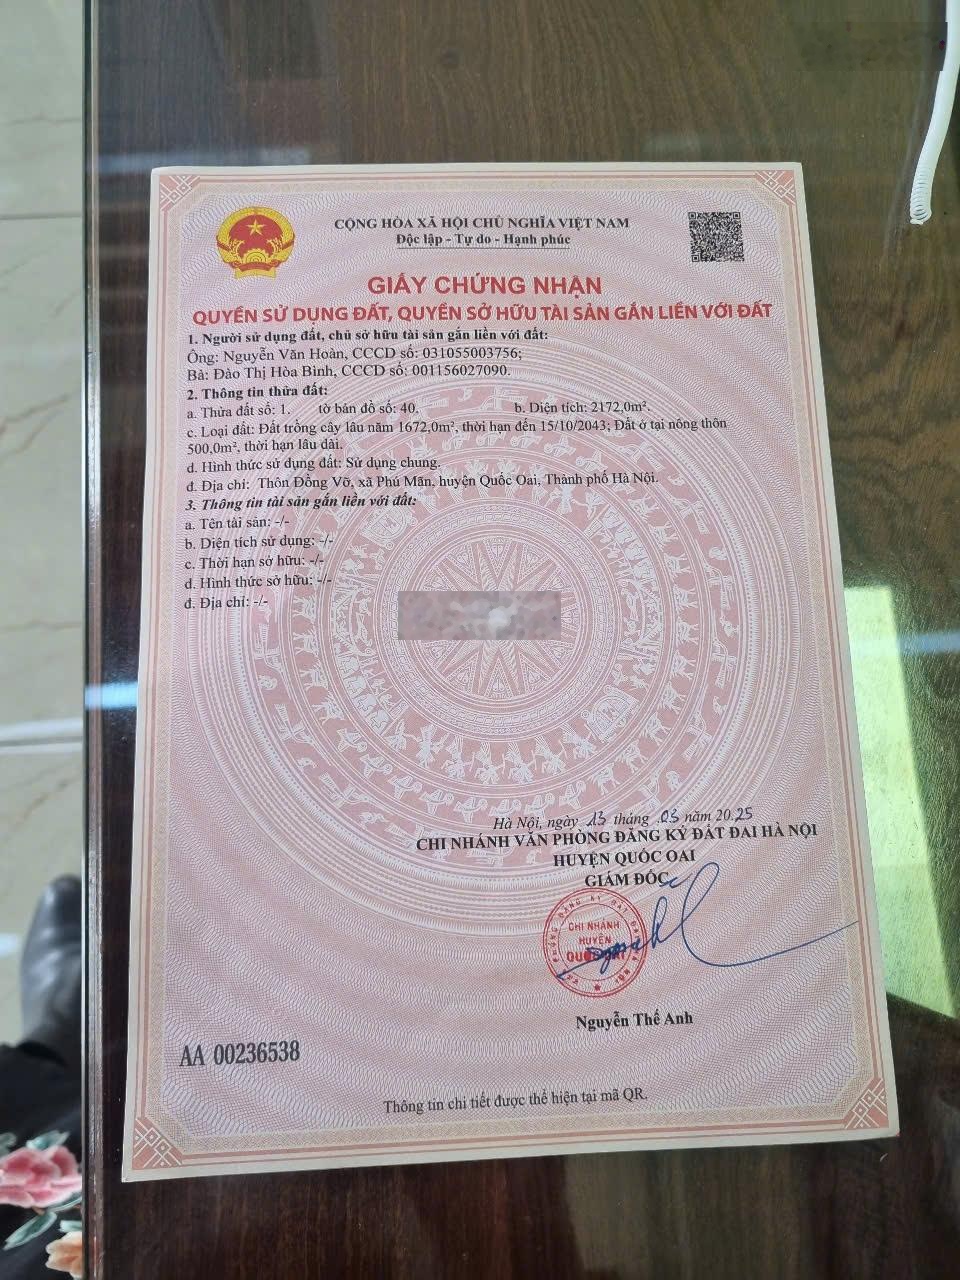 CỘNG HÒA XÃ HỘI CHỦ NGHĨA VIỆT NAM
Độc lập - Tự do - Hạnh phúc
GIẤY CHỨNG NHẬN
QUYỀN SỬ DỤNG ĐẤT, QUYỀN SỞ HỮU TÀI SẢN GẮN LIỀN VỚI ĐẤT
1. Người sử dụng đất, chủ sở hữu tài sản gắn liền với đất:
Ông: Nguyễn Văn Hoàn, CCCD số: 031055003756;
Bà: Đào Thị Hòa Bình, CCCD số: 001156027090.
2. Thông tin thửa đất:
a. Thửa đất số: 1. tờ bản đồ số: 40. b. Diện tích: 2172,0m².
c. Loại đất: Đất trồng cây lâu năm 1672,0m², thời hạn đến 15/10/2043; Đất ở tại nông thôn
500,0m², thời hạn lâu dài.
d. Hình thức sử dụng đất: Sử dụng chung.
đ. Địa chỉ: Thôn Đồng Vỡ, xã Phú Mãn, huyện Quốc Oai, Thành phố Hà Nội.
3. Thông tin tài sản gắn liền với đất:
a. Tên tài sản: -/-
b. Diện tích sử dụng: -/-
c. Thời hạn sở hữu: -/-
d. Hình thức sở hữu: -/-
đ. Địa chỉ: -/-
Hà Nội, ngày 13 tháng 03 năm 2025
CHI NHÁNH VĂN PHÒNG ĐĂNG KÝ ĐẤT ĐAI HÀ NỘI
HUYỆN QUỐC OAI
GIÁM ĐỐC
CHI NHÁNH
HUYỆN
QUỐC OAI
Nguyễn Thế Anh
AA 00236538
Thông tin chi tiết được thể hiện tại mã QR.